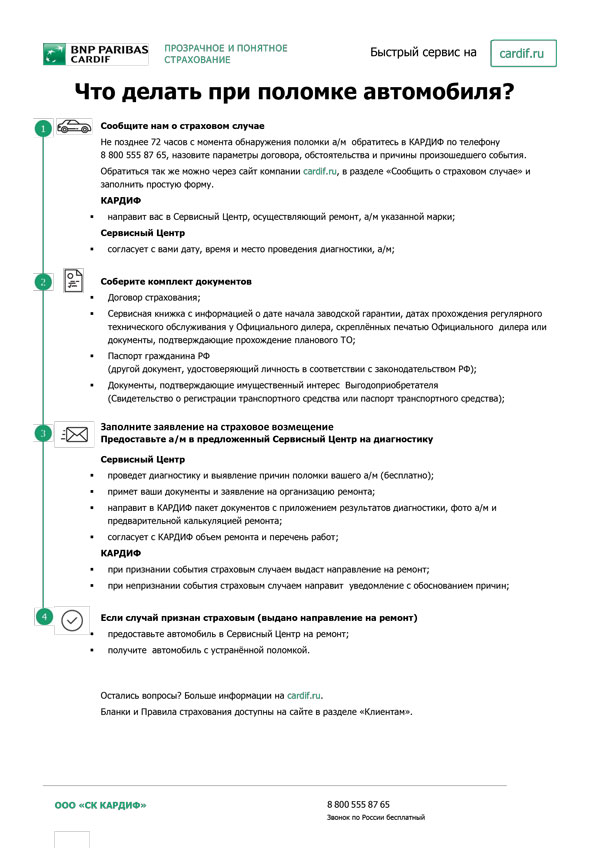 BNP PARIBAS
CARDIF
ПРОЗРАЧНОЕ И ПОНЯТНОЕ
СТРАХОВАНИЕ
Быстрый сервис на
cardif.ru
Что делать при поломке автомобиля?
1
Сообщите нам о страховом случае
Не позднее 72 часов с момента обнаружения поломки а/м обратитесь в КАРДИФ по телефону
8 800 555 87 65, назовите параметры договора, обстоятельства и причины произошедшего события.
Обратиться так же можно через сайт компании cardif.ru, в разделе «Сообщить о страховом случае» и
заполнить простую форму.
КАРДИФ
▪ направит вас в Сервисный Центр, осуществляющий ремонт, а/м указанной марки;
Сервисный Центр
▪ согласует с вами дату, время и место проведения диагностики, а/м;
2
Соберите комплект документов
▪ Договор страхования;
▪ Сервисная книжка с информацией о дате начала заводской гарантии, датах прохождения регулярного
технического обслуживания у Официального дилера, скреплённых печатью Официального дилера или
документы, подтверждающие прохождение планового ТО;
▪ Паспорт гражданина РФ
(другой документ, удостоверяющий личность в соответствии с законодательством РФ);
▪ Документы, подтверждающие имущественный интерес Выгодоприобретателя
(Свидетельство о регистрации транспортного средства или паспорт транспортного средства);
3
Заполните заявление на страховое возмещение
Предоставьте а/м в предложенный Сервисный Центр на диагностику
Сервисный Центр
▪ проведет диагностику и выявление причин поломки вашего а/м (бесплатно);
▪ примет ваши документы и заявление на организацию ремонта;
▪ направит в КАРДИФ пакет документов с приложением результатов диагностики, фото а/м и
предварительной калькуляцией ремонта;
▪ согласует с КАРДИФ объем ремонта и перечень работ;
КАРДИФ
▪ при признании события страховым случаем выдаст направление на ремонт;
▪ при непризнании события страховым случаем направит уведомление с обоснованием причин;
4
Если случай признан страховым (выдано направление на ремонт)
▪ предоставьте автомобиль в Сервисный Центр на ремонт;
▪ получите автомобиль с устранённой поломкой.
Остались вопросы? Больше информации на cardif.ru.
Бланки и Правила страхования доступны на сайте в разделе «Клиентам».
ООО «СК КАРДИФ»
8 800 555 87 65
Звонок по России бесплатный